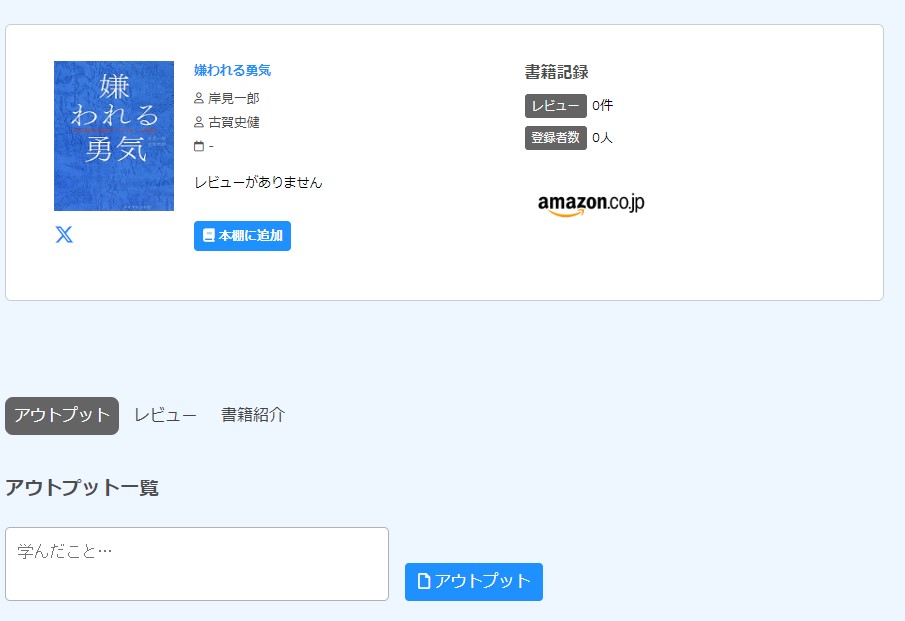 嫌
われる
勇気
嫌われる勇気
岸見一郎
古賀史健
-
レビューがありません
本棚に追加
書籍記録
レビュー 0件
登録者数 0人
amazon.co.jp
アウトプット レビュー 書籍紹介
アウトプット一覧
学んだこと…
アウトプット